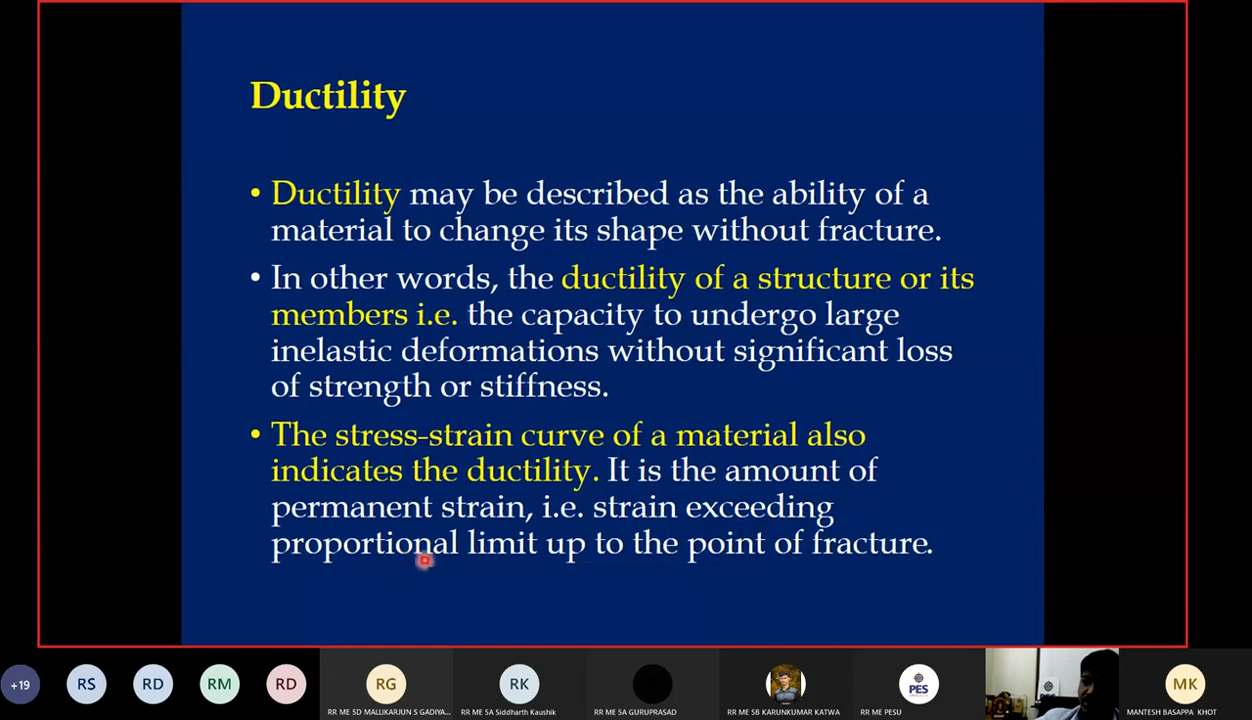 Ductility
• Ductility may be described as the ability of a
material to change its shape without fracture.
• In other words, the ductility of a structure or its
members i.e. the capacity to undergo large
inelastic deformations without significant loss
of strength or stiffness.
• The stress-strain curve of a material also
indicates the ductility. It is the amount of
permanent strain, i.e. strain exceeding
proportional limit up to the point of fracture.
+19
RS
RD
RM
RD
RG
RK
PES
MK
RR ME 5D MALLIKARJUN S GADIYA...
RR ME 5A Siddharth Kaushik
RR ME 5A GURUPRASAD
RR ME 5B KARUNKUMAR KATWA
RR ME PESU
MANTESH BASAPPA KHOT